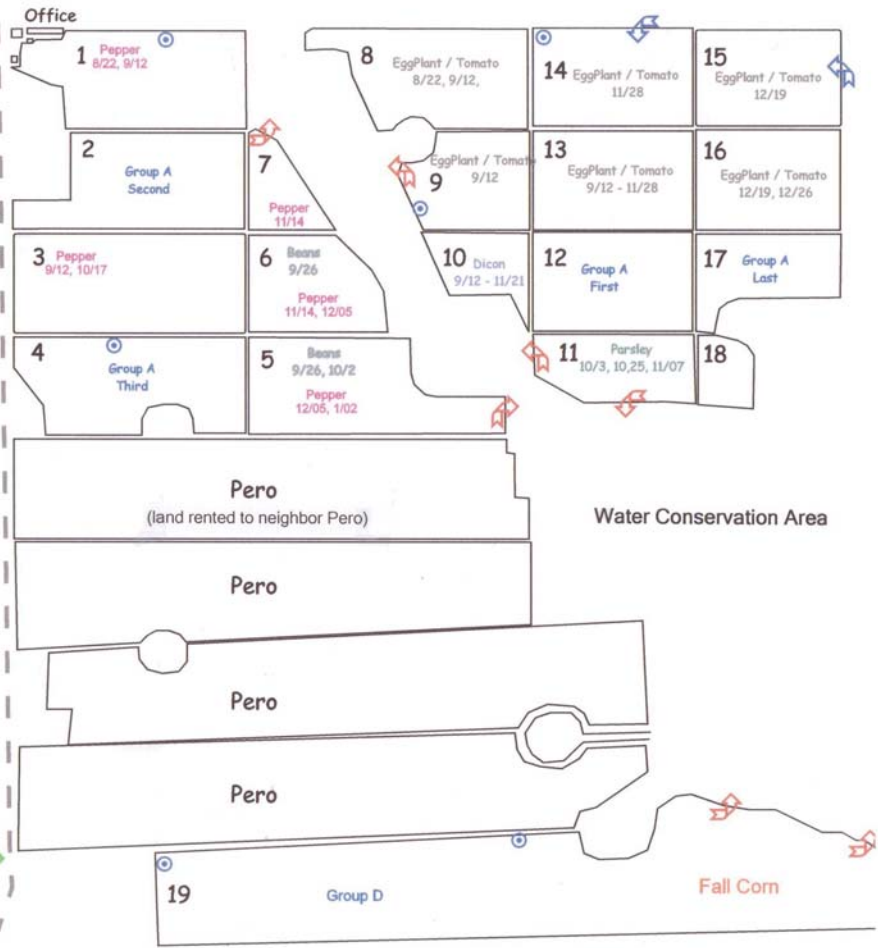 Office
1
Pepper
8/22, 9/12
2
Group A
Second
3
Pepper
9/12, 10/17
4
Group A
Third
7
Pepper
11/14
6
Beans
9/26
Pepper
11/14, 12/05
5
Beans
9/26, 10/2
Pepper
12/05, 1/02
8
EggPlant / Tomato
8/22, 9/12,
9
EggPlant / Tomato
9/12
10
Dicon
9/12 - 11/21
14
EggPlant / Tomato
11/28
13
EggPlant / Tomato
9/12 - 11/28
12
Group A
First
11
Parsley
10/3, 10,25, 11/07
15
EggPlant / Tomato
12/19
16
EggPlant / Tomato
12/19, 12/26
17
Group A
Last
18
Pero
(land rented to neighbor Pero)
Water Conservation Area
Pero
Pero
Pero
19
Group D
Fall Corn